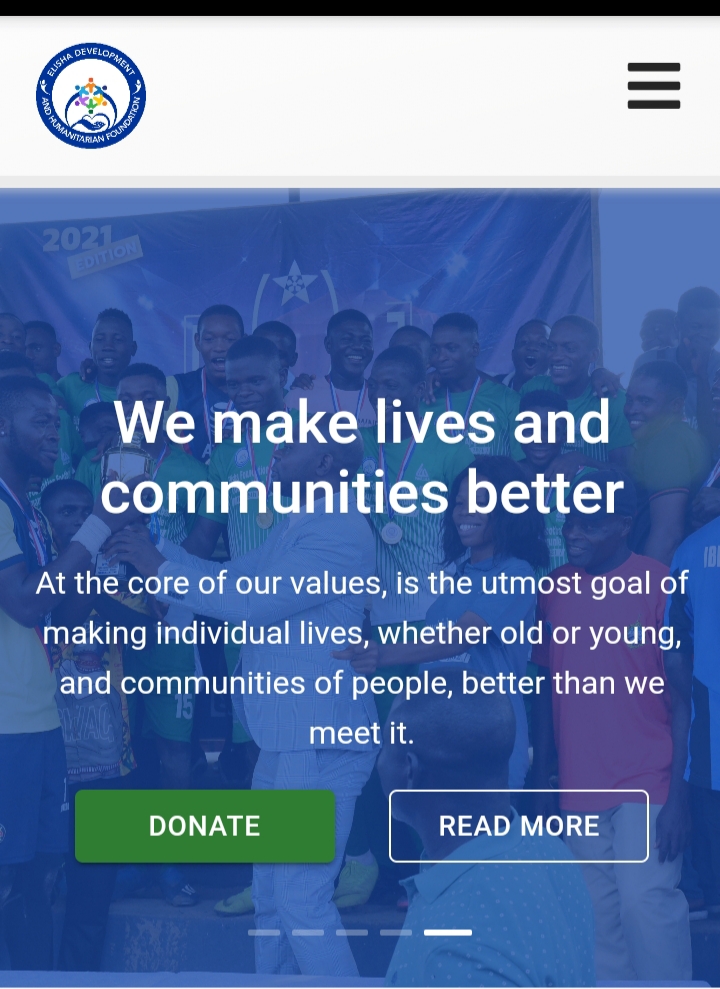 ELISHA DEVELOPMENT
AND HUMANITARIAN FOUNDATION
2021
EDITION
We make lives and
communities better
At the core of our values, is the utmost goal of
making individual lives, whether old or young,
and communities of people, better than we
meet it.
15
DONATE
READ MORE